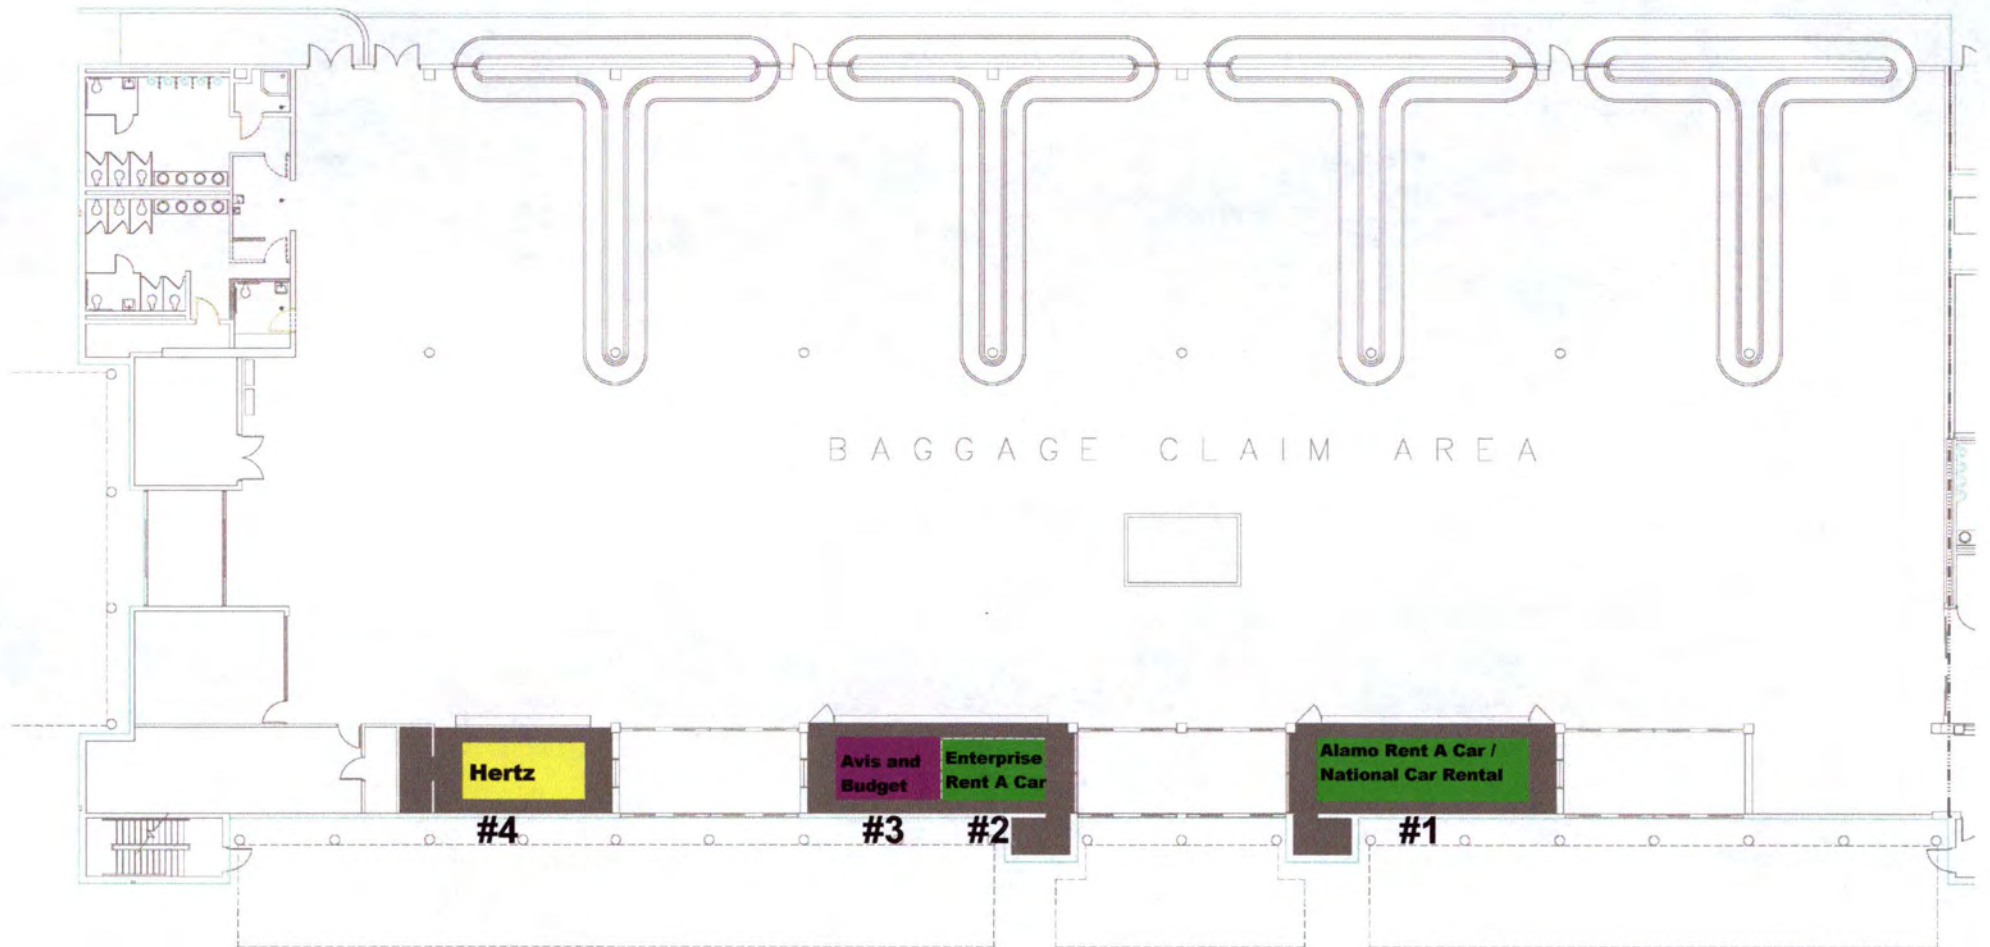 BAGGAGE CLAIM AREA
Hertz
Avis and
Budget
Enterprise
Rent A Car
Alamo Rent A Car /
National Car Rental
#4
#3
#2
#1